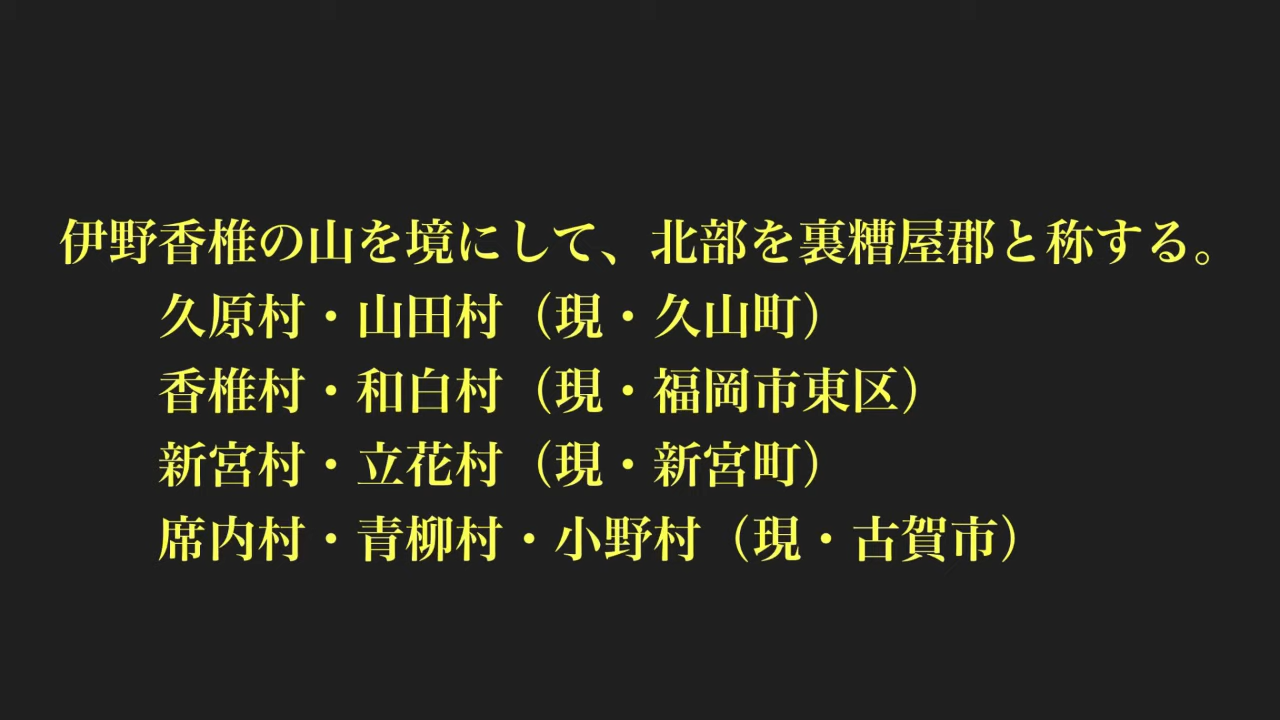 伊野香椎の山を境にして、北部を裏糟屋郡と称する。
久原村・山田村（現・久山町）
香椎村・和白村（現・福岡市東区）
新宮村・立花村（現・新宮町）
席内村・青柳村・小野村（現・古賀市）